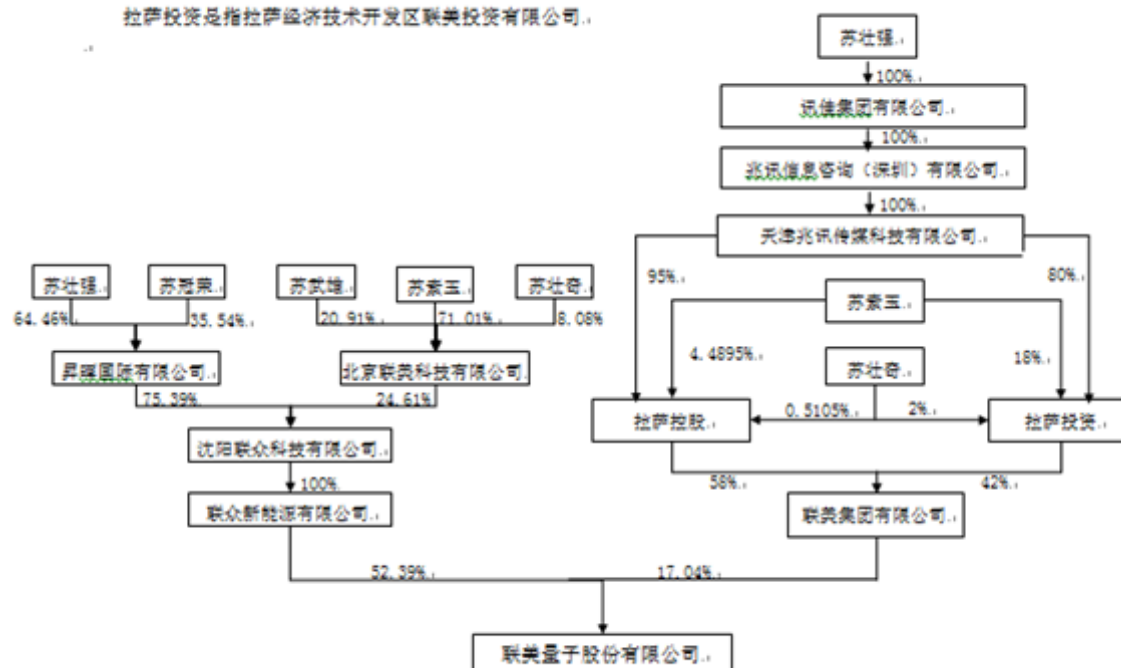 拉萨投资是指拉萨经济技术开发区联美投资有限公司.
苏壮强
100%
讯佳集团有限公司
100%
兆讯信息咨询（深圳）有限公司
100%
天津兆讯传媒科技有限公司
95%
80%
苏壮强
苏冠荣
苏武雄
苏素玉
苏壮奇
苏素玉
64.46%
35.54%
20.91%
71.01%
8.08%
4.4895%
18%
昇晖国际有限公司
北京联美科技有限公司
苏壮奇
75.39%
24.61%
0.5105%
2%
拉萨控股
拉萨投资
沈阳联众科技有限公司
58%
42%
100%
联众新能源有限公司
联美集团有限公司
52.39%
17.04%
联美量子股份有限公司